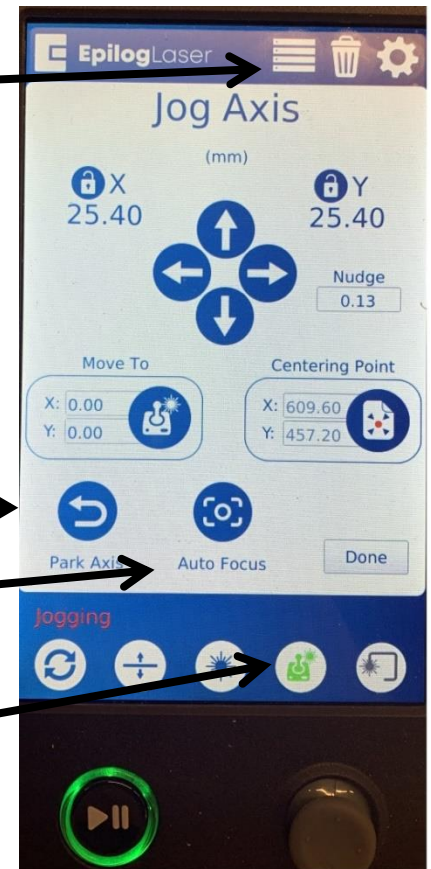 EpilogLaser
Jog Axis
(mm)
X
25.40
Y
25.40
Nudge
0.13
Move To
X: 0.00
Y: 0.00
Centering Point
X: 609.60
Y: 457.20
Park Axis
Auto Focus
Done
Jogging